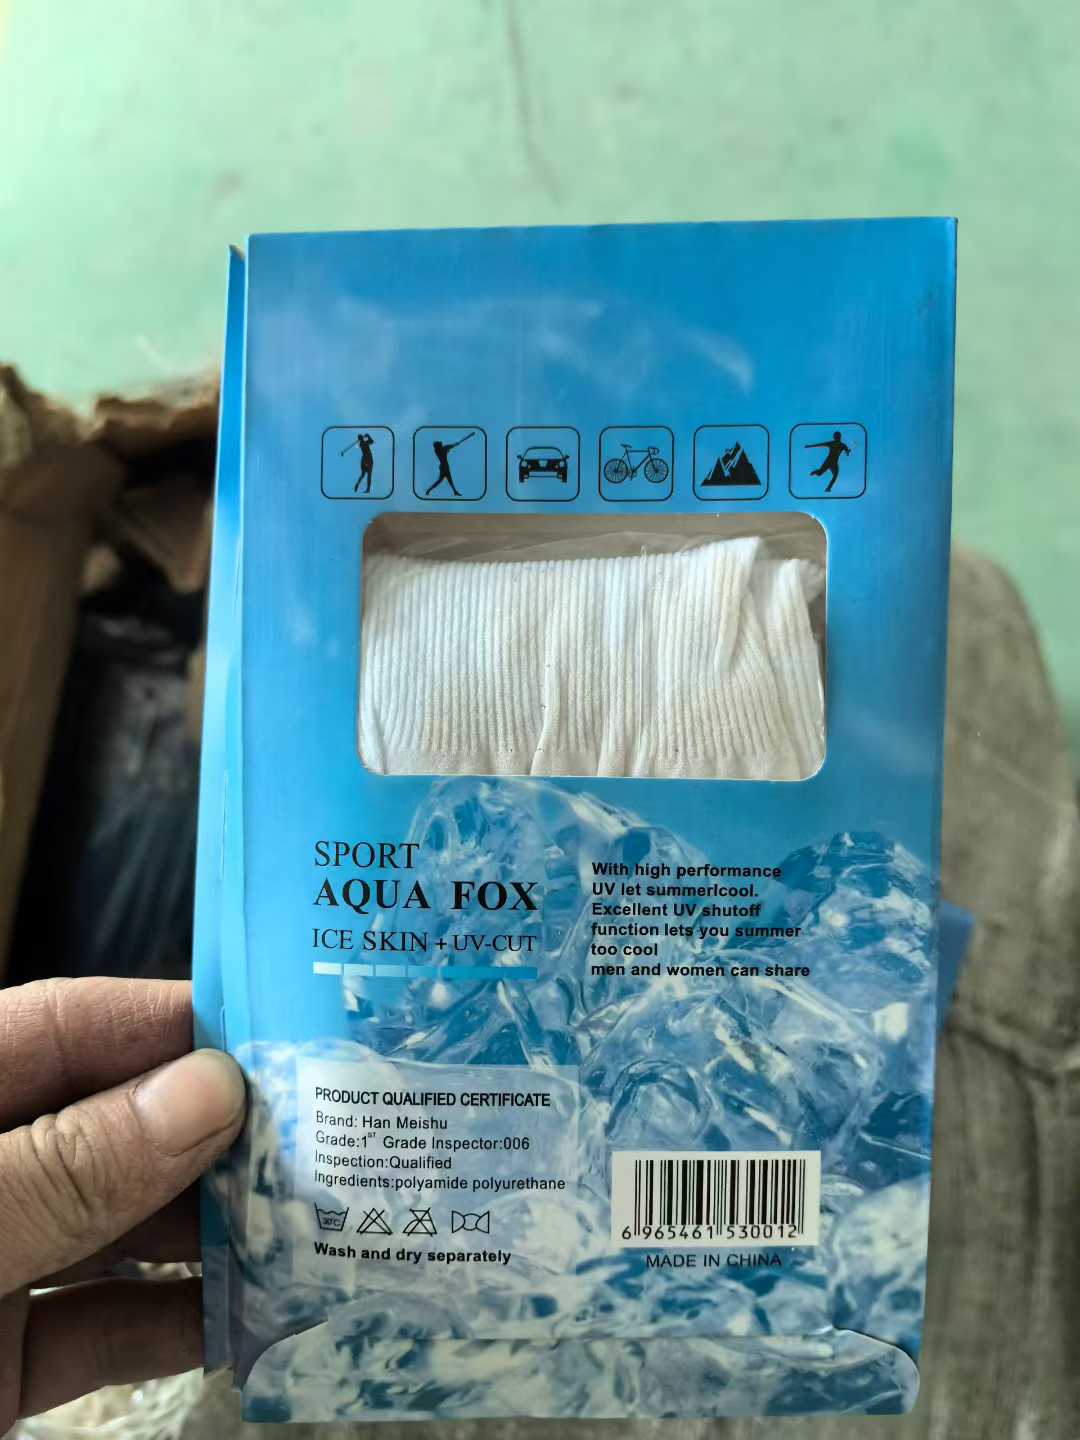 SPORT
AQUA FOX
ICE SKIN + UV-CUT
With high performance
UV let summerlcool.
Excellent UV shutoff
function lets you summer
too cool
men and women can share
PRODUCT QUALIFIED CERTIFICATE
Brand: Han Meishu
Grade:1ST Grade Inspector:006
Inspection:Qualified
Ingredients:polyamide polyurethane
30°C
Wash and dry separately
6 965461 530012
MADE IN CHINA